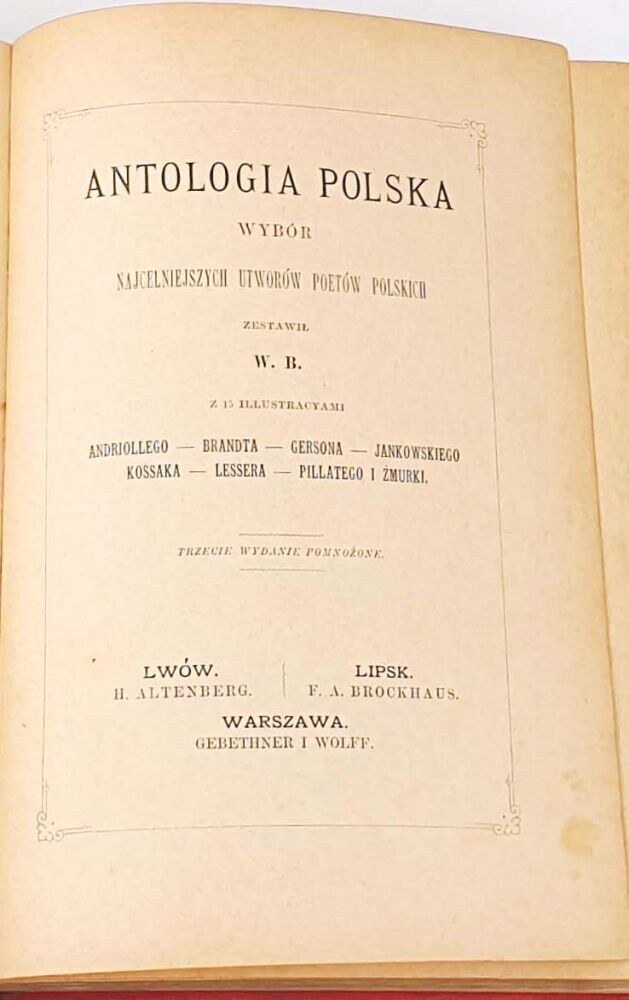 ANTOLOGIA POLSKA
WYBÓR
NAJCELNIEJSZYCH UTWORÓW POETÓW POLSKICH
ZESTAWIŁ
W. B.
Z 15 ILLUSTRACYAMI
ANDRIOLLEGO — BRANDTA — GERSONA — JANKOWSKIEGO
KOSSAKA — LESSERA — PILLATEGO I ŻMURKI.
TRZECIE WYDANIE POMNOŻONE.
LWÓW.
H. ALTENBERG.
LIPSK.
F. A. BROCKHAUS.
WARSZAWA.
GEBETHNER I WOLFF.